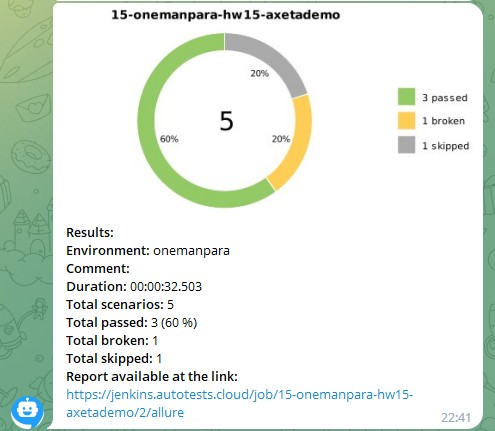 15-onemanpara-hw15-axetademo
20%
3 passed
5
1 broken
60%
20%
1 skipped
Results:
Environment: onemanpara
Comment:
Duration: 00:00:32.503
Total scenarios: 5
Total passed: 3 (60 %)
Total broken: 1
Total skipped: 1
Report available at the link:
https://jenkins.autotests.cloud/job/15-onemanpara-hw15-
axetademo/2/allure
22:41